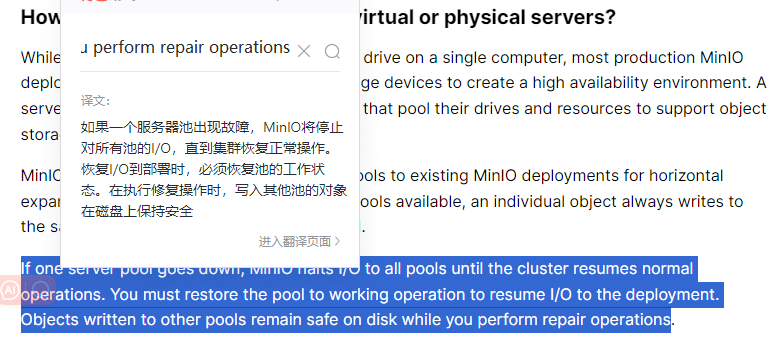 How
virtual or physical servers?
u perform repair operations
While
drive on a single computer, most production MinIO
deplo
ge devices to create a high availability environment. A
译文：
serve
that pool their drives and resources to support object
如果一个服务器池出现故障，MinIO将停止
对所有池的I/O，直到集群恢复正常操作。
恢复I/O到部署时，必须恢复池的工作状
态。在执行修复操作时，写入其他池的对象
在磁盘上保持安全
进入翻译页面
stora
MinIO
ools to existing MinIO deployments for horizontal
expa
ools available, an individual object always writes to
the sa
If one server pool goes down, MinIO halts I/O to all pools until the cluster resumes normal
operations. You must restore the pool to working operation to resume I/O to the deployment.
Objects written to other pools remain safe on disk while you perform repair operations.